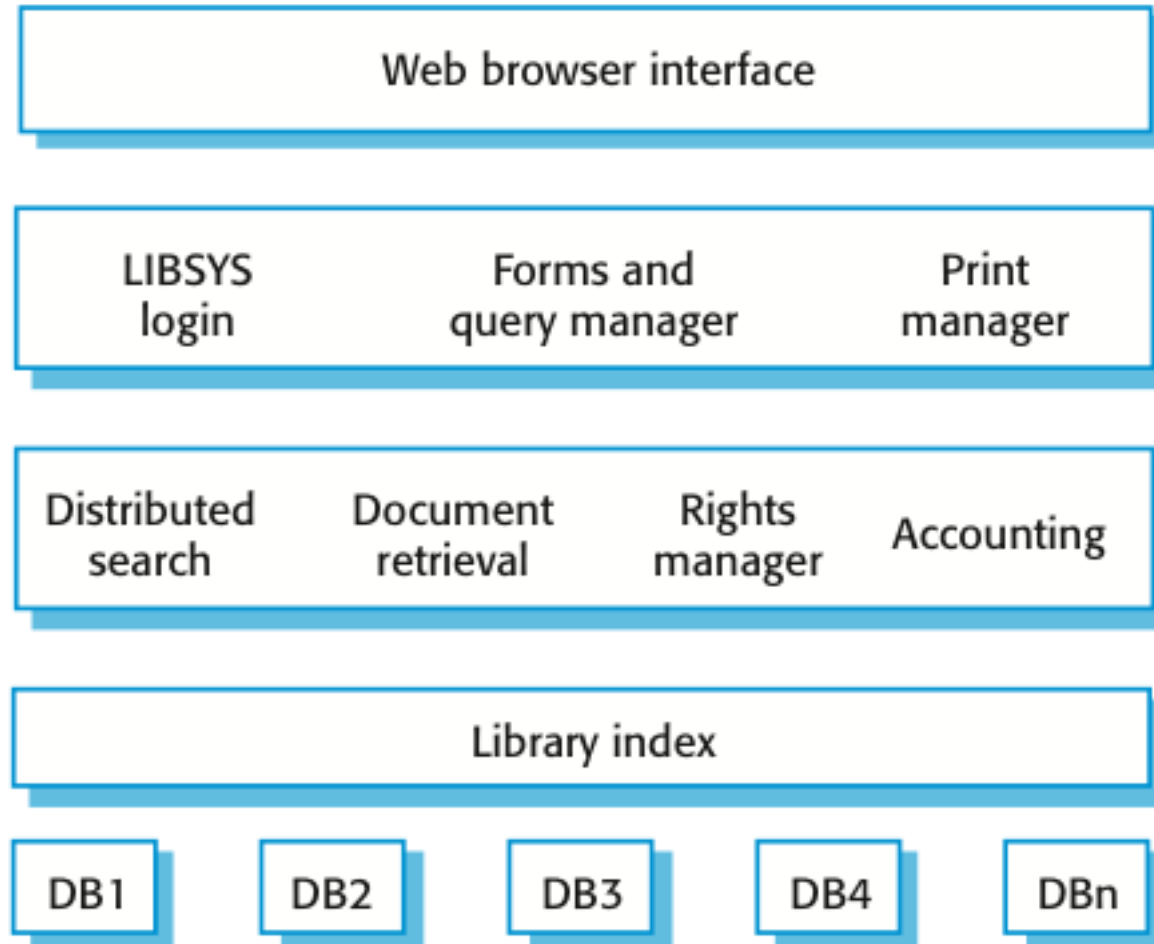 Web browser interface
LIBSYS
login
Forms and
query manager
Print
manager
Distributed
search
Document
retrieval
Rights
manager
Accounting
Library index
DB1
DB2
DB3
DB4
DBn